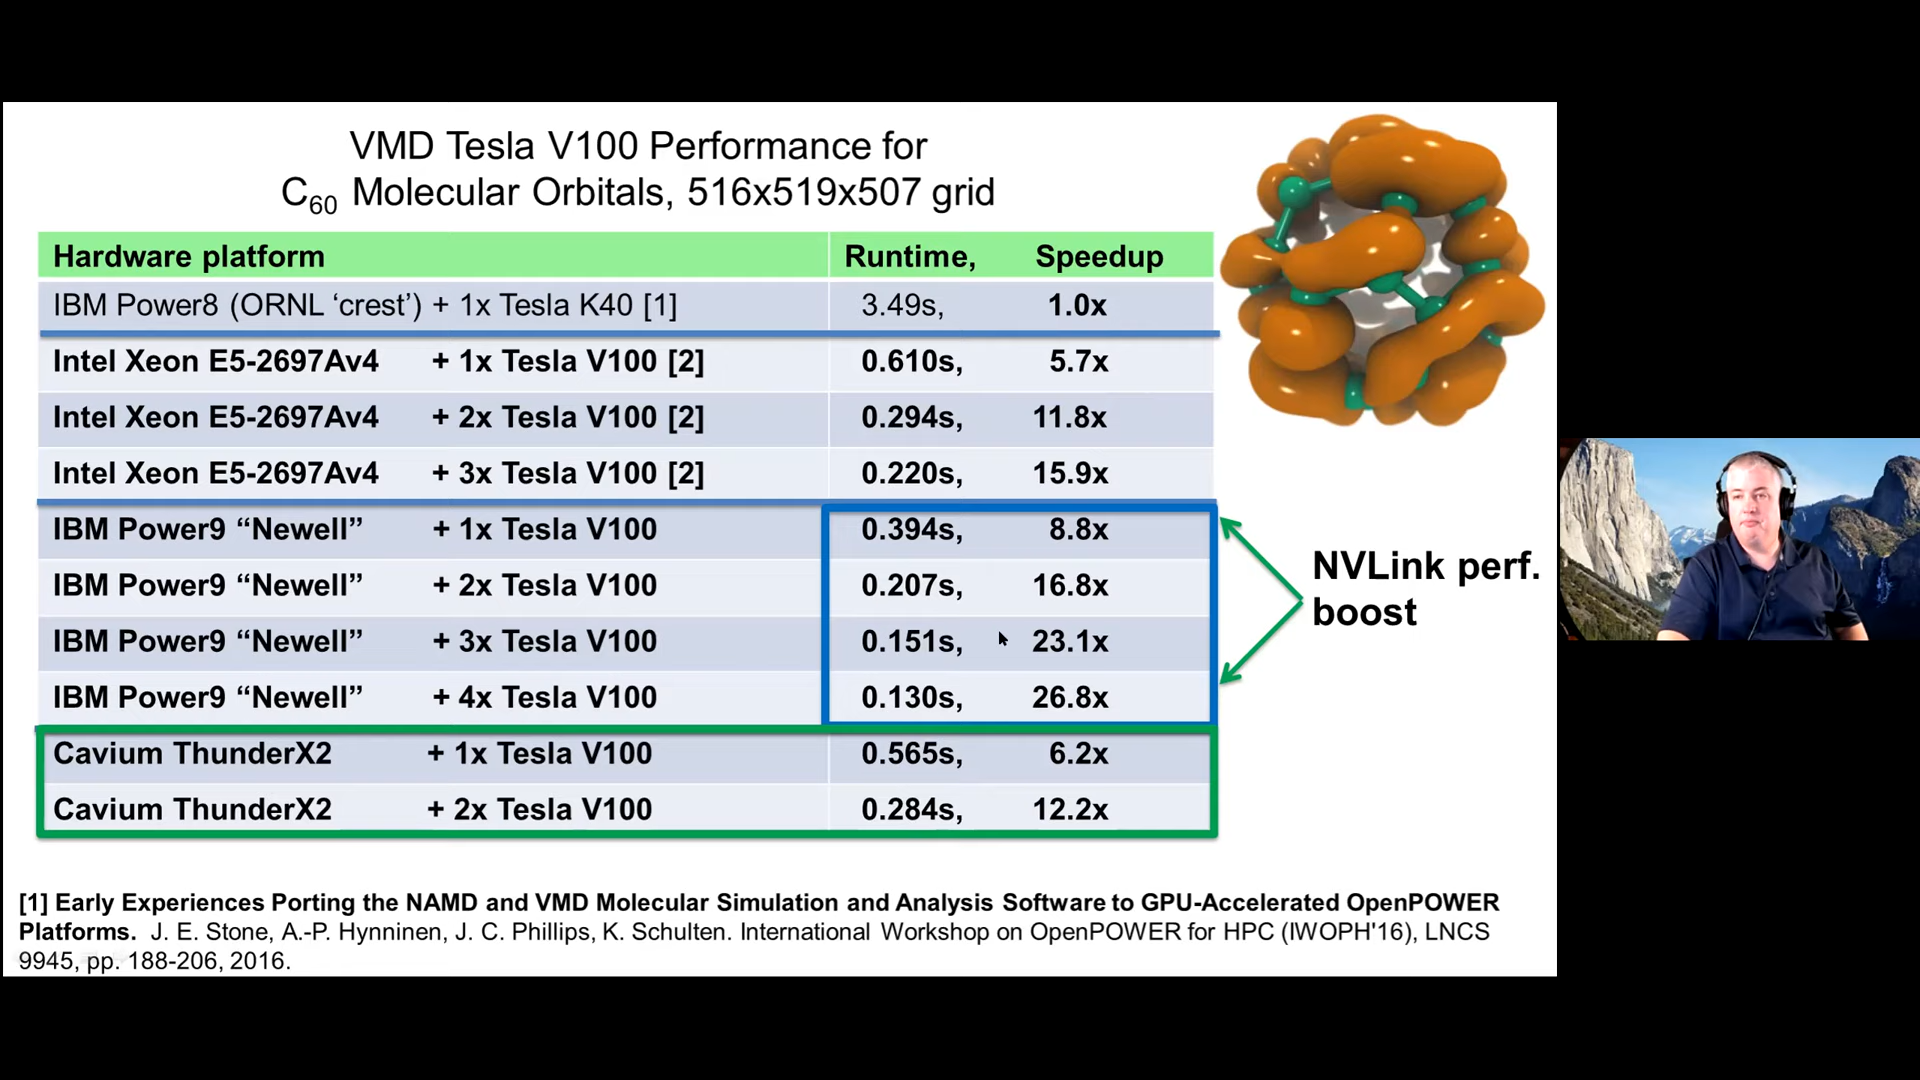 VMD Tesla V100 Performance for
C60 Molecular Orbitals, 516x519x507 grid
Hardware platform Runtime, Speedup
IBM Power8 (ORNL ‘crest’) + 1x Tesla K40 [1] 3.49s, 1.0x
Intel Xeon E5-2697Av4 + 1x Tesla V100 [2] 0.610s, 5.7x
Intel Xeon E5-2697Av4 + 2x Tesla V100 [2] 0.294s, 11.8x
Intel Xeon E5-2697Av4 + 3x Tesla V100 [2] 0.220s, 15.9x
IBM Power9 “Newell” + 1x Tesla V100 0.394s, 8.8x
IBM Power9 “Newell” + 2x Tesla V100 0.207s, 16.8x
IBM Power9 “Newell” + 3x Tesla V100 0.151s, 23.1x
IBM Power9 “Newell” + 4x Tesla V100 0.130s, 26.8x
Cavium ThunderX2 + 1x Tesla V100 0.565s, 6.2x
Cavium ThunderX2 + 2x Tesla V100 0.284s, 12.2x
NVLink perf.
boost
[1] Early Experiences Porting the NAMD and VMD Molecular Simulation and Analysis Software to GPU-Accelerated OpenPOWER
Platforms. J. E. Stone, A.-P. Hynninen, J. C. Phillips, K. Schulten. International Workshop on OpenPOWER for HPC (IWOPH'16), LNCS
9945, pp. 188-206, 2016.